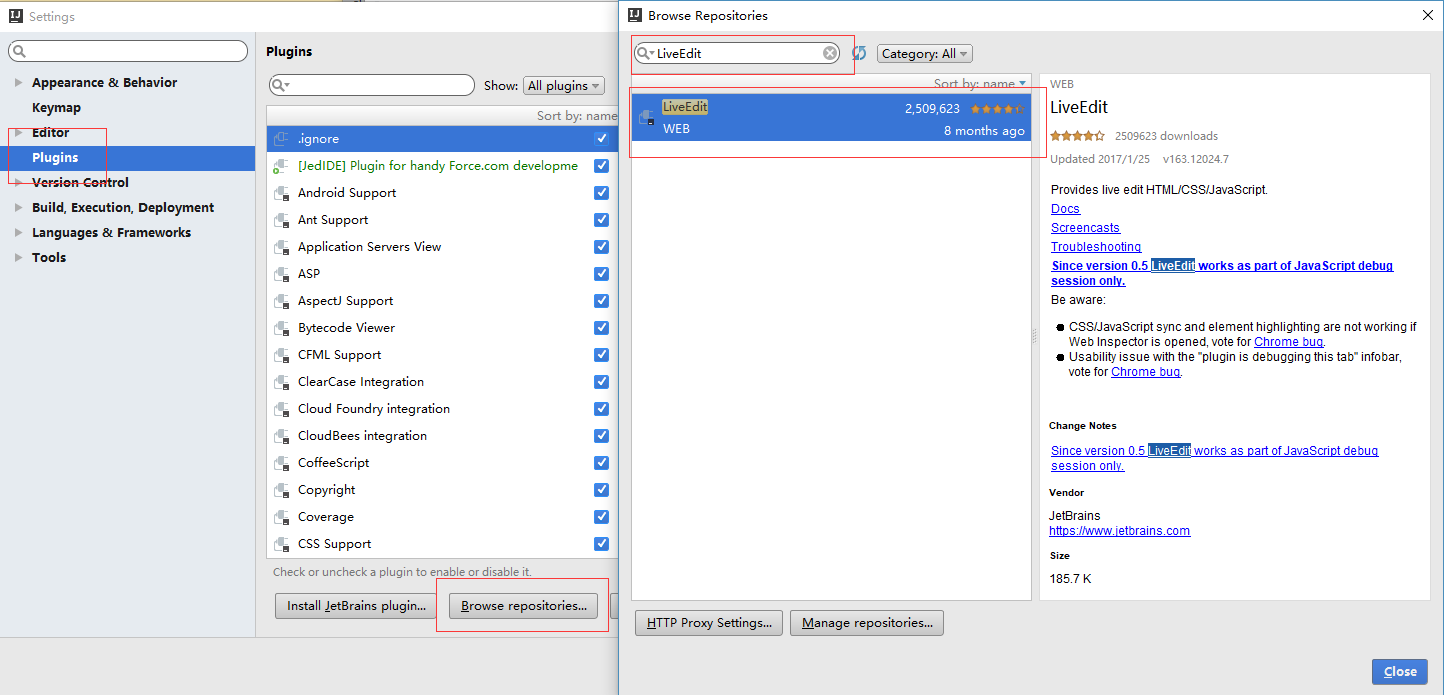 Settings
Appearance & Behavior
Keymap
Editor
Plugins
Version Control
Build, Execution, Deployment
Languages & Frameworks
Tools
Plugins
Show: All plugins
Sort by: name
.ignore
[JedIDE] Plugin for handy Force.com developme
Android Support
Ant Support
Application Servers View
ASP
AspectJ Support
Bytecode Viewer
CFML Support
ClearCase Integration
Cloud Foundry integration
CloudBees integration
CoffeeScript
Copyright
Coverage
CSS Support
Check or uncheck a plugin to enable or disable it.
Install JetBrains plugin...
Browse repositories...
Browse Repositories
LiveEdit
Category: All
Sort by: name
LiveEdit
2,509,623
WEB
8 months ago
WEB
LiveEdit
2509623 downloads
Updated 2017/1/25 v163.12024.7
Provides live edit HTML/CSS/JavaScript.
Docs
Screencasts
Troubleshooting
Since version 0.5 LiveEdit works as part of JavaScript debug
session only.
Be aware:
CSS/JavaScript sync and element highlighting are not working if
Web Inspector is opened, vote for Chrome bug.
Usability issue with the "plugin is debugging this tab" infobar,
vote for Chrome bug.
Change Notes
Since version 0.5 LiveEdit works as part of JavaScript debug
session only.
Vendor
JetBrains
https://www.jetbrains.com
Size
185.7 K
HTTP Proxy Settings...
Manage repositories...
Close